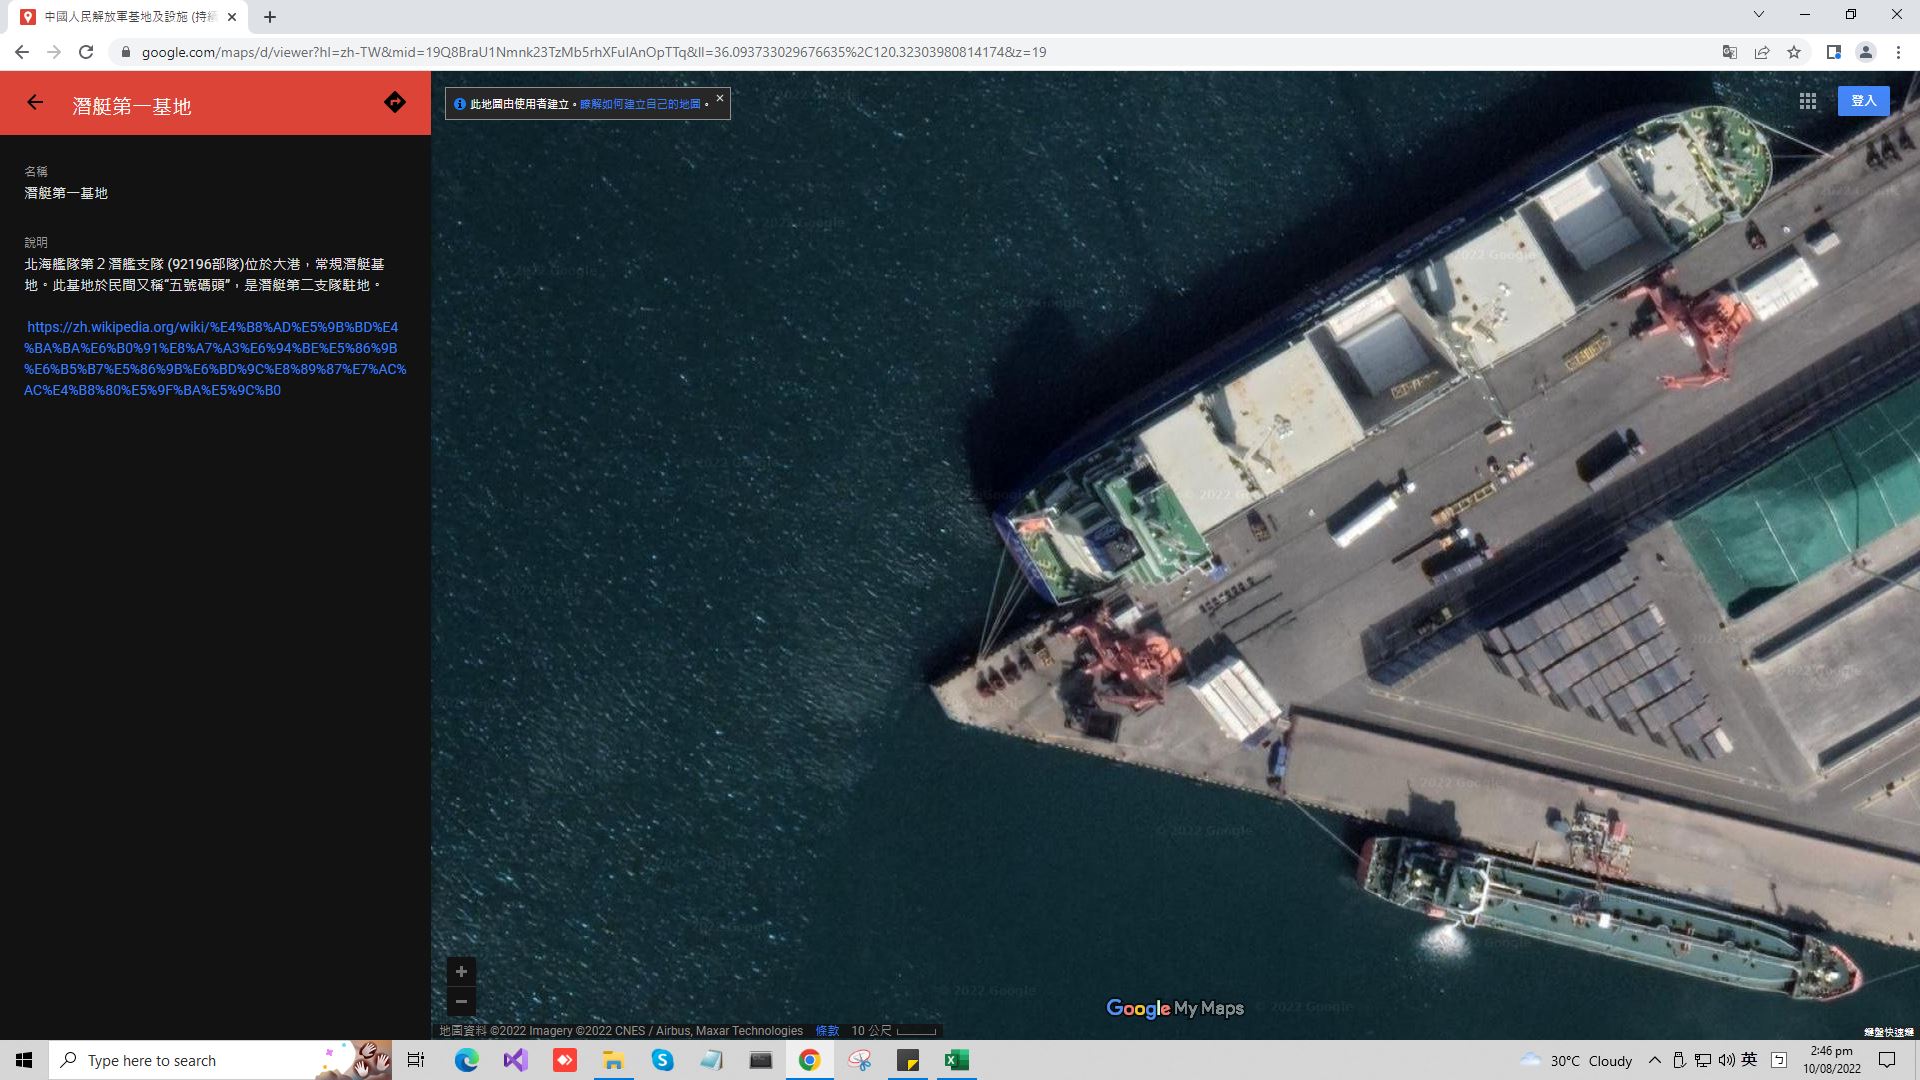 中國人民解放軍基地及設施 (持續
google.com/maps/d/viewer?hl=zh-TW&mid=19Q8BraU1Nmnk23TzMb5rhXFuIAnOpTTq&ll=36.093733029676635%2C120.32303980814174&z=19
潛艇第一基地
此地圖由使用者建立。瞭解如何建立自己的地圖。
登入
名稱
潛艇第一基地
說明
北海艦隊第２潛艦支隊 (92196部隊)位於大港，常規潛艇基
地。此基地於民間又稱"五號碼頭"，是潛艇第二支隊駐地。
https://zh.wikipedia.org/wiki/%E4%B8%AD%E5%9B%BD%E4
%BA%BA%E6%B0%91%E8%A7%A3%E6%94%BE%E5%86%9B
%E6%B5%B7%E5%86%9B%E6%BD%9C%E8%89%87%E7%AC%
AC%E4%B8%80%E5%9F%BA%E5%9C%B0
© 2022 Google
Google My Maps
地圖資料 ©2022 Imagery ©2022 CNES / Airbus, Maxar Technologies 條款 10 公尺
鍵盤快速鍵
Type here to search
30°C Cloudy
英
2:46 pm
10/08/2022